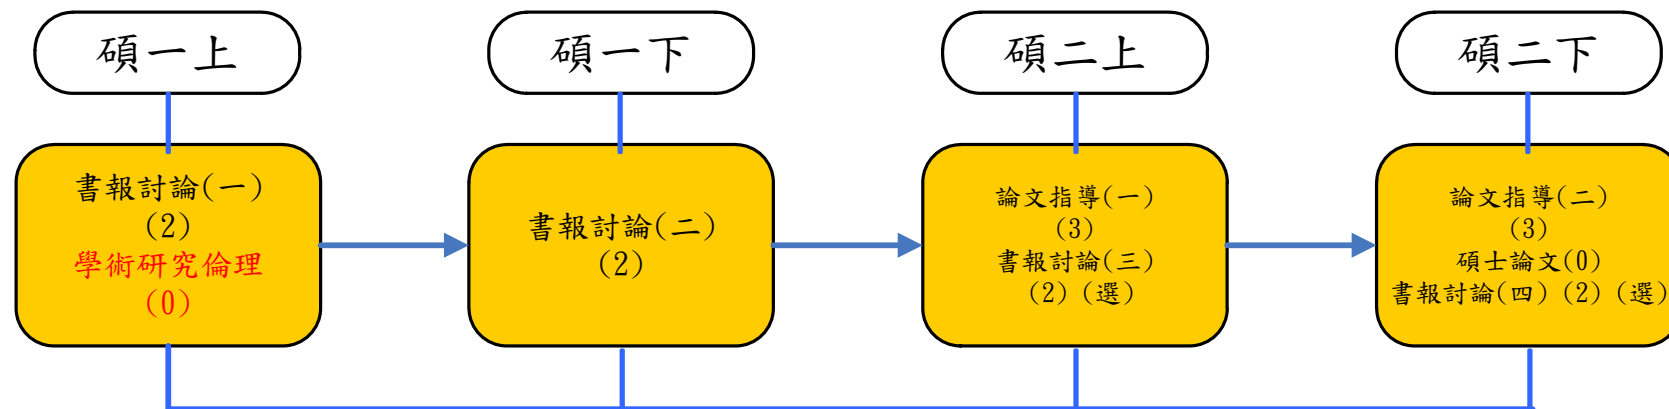 碩一上
碩一下
碩二上
碩二下
書報討論(一)
(2)
學術研究倫理
(0)
書報討論(二)
(2)
論文指導(一)
(3)
書報討論(三)
(2)(選)
論文指導(二)
(3)
碩士論文(0)
書報討論(四)(2)(選)